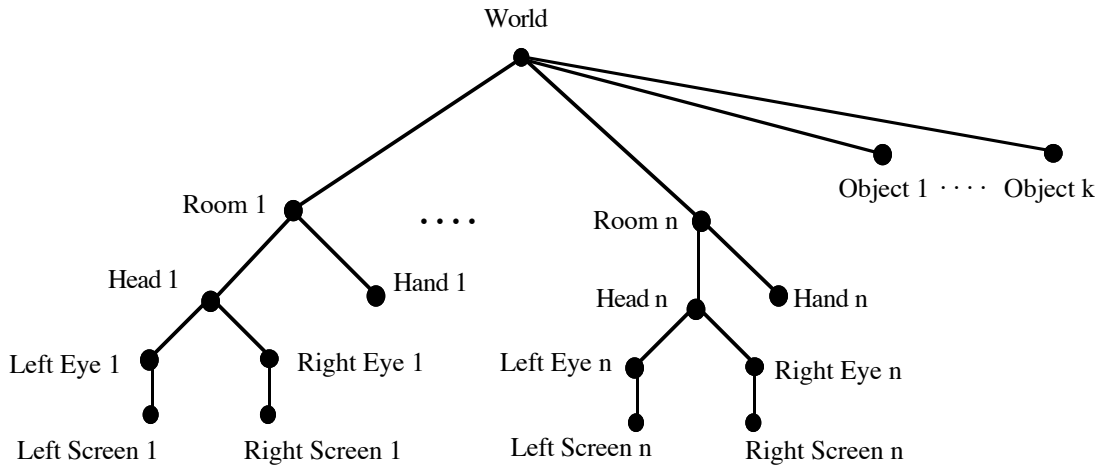 World
Object 1 · · · · Object k
Room 1
. . . .
Room n
Head 1
Hand 1
Head n
Hand n
Left Eye 1
Right Eye 1
Left Eye n
Right Eye n
Left Screen 1
Right Screen 1
Left Screen n
Right Screen n